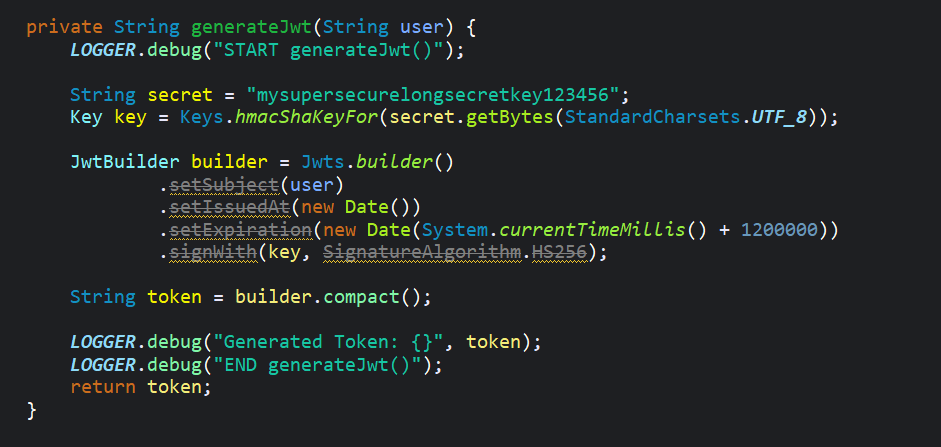 private String generateJwt(String user) {
    LOGGER.debug("START generateJwt()");

    String secret = "mysupersecurelongsecretkey123456";
    Key key = Keys.hmacShaKeyFor(secret.getBytes(StandardCharsets.UTF_8));

    JwtBuilder builder = Jwts.builder()
            .setSubject(user)
            .setIssuedAt(new Date())
            .setExpiration(new Date(System.currentTimeMillis() + 1200000))
            .signWith(key, SignatureAlgorithm.HS256);

    String token = builder.compact();

    LOGGER.debug("Generated Token: {}", token);
    LOGGER.debug("END generateJwt()");
    return token;
}